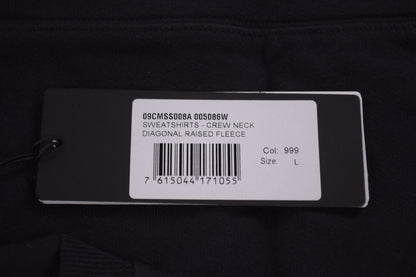 09CMSS008A 005086W
SWEATSHIRTS - CREW NECK
DIAGONAL RAISED FLEECE
Col: 999
Size: L
7 615044 171055